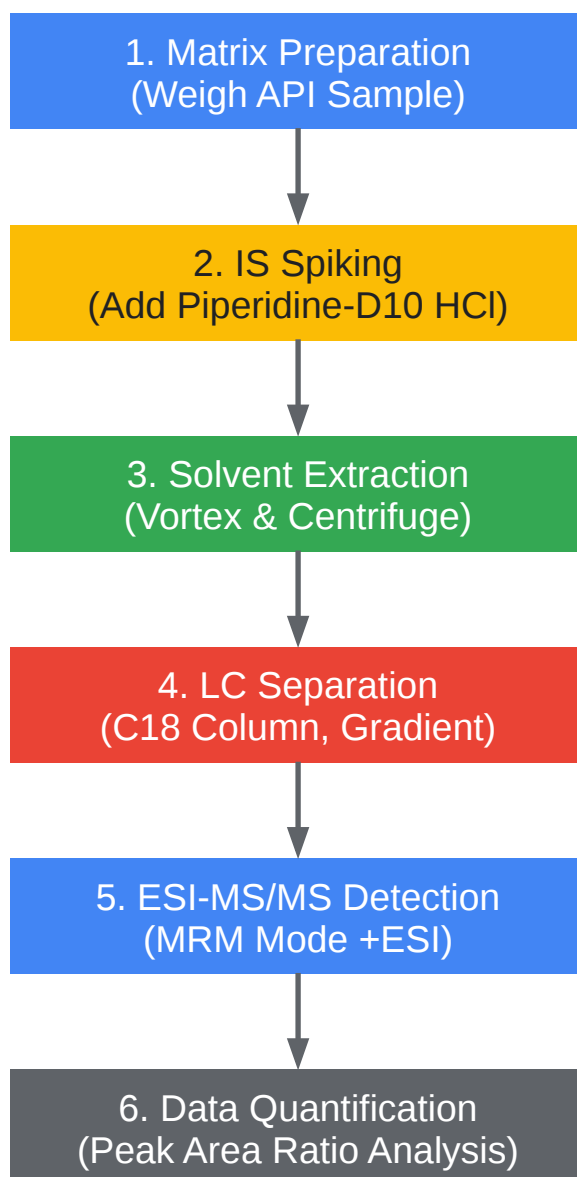 1. Matrix Preparation
(Weigh API Sample)
2. IS Spiking
(Add Piperidine-D10 HCl)
3. Solvent Extraction
(Vortex & Centrifuge)
4. LC Separation
(C18 Column, Gradient)
5. ESI-MS/MS Detection
(MRM Mode +ESI)
6. Data Quantification
(Peak Area Ratio Analysis)